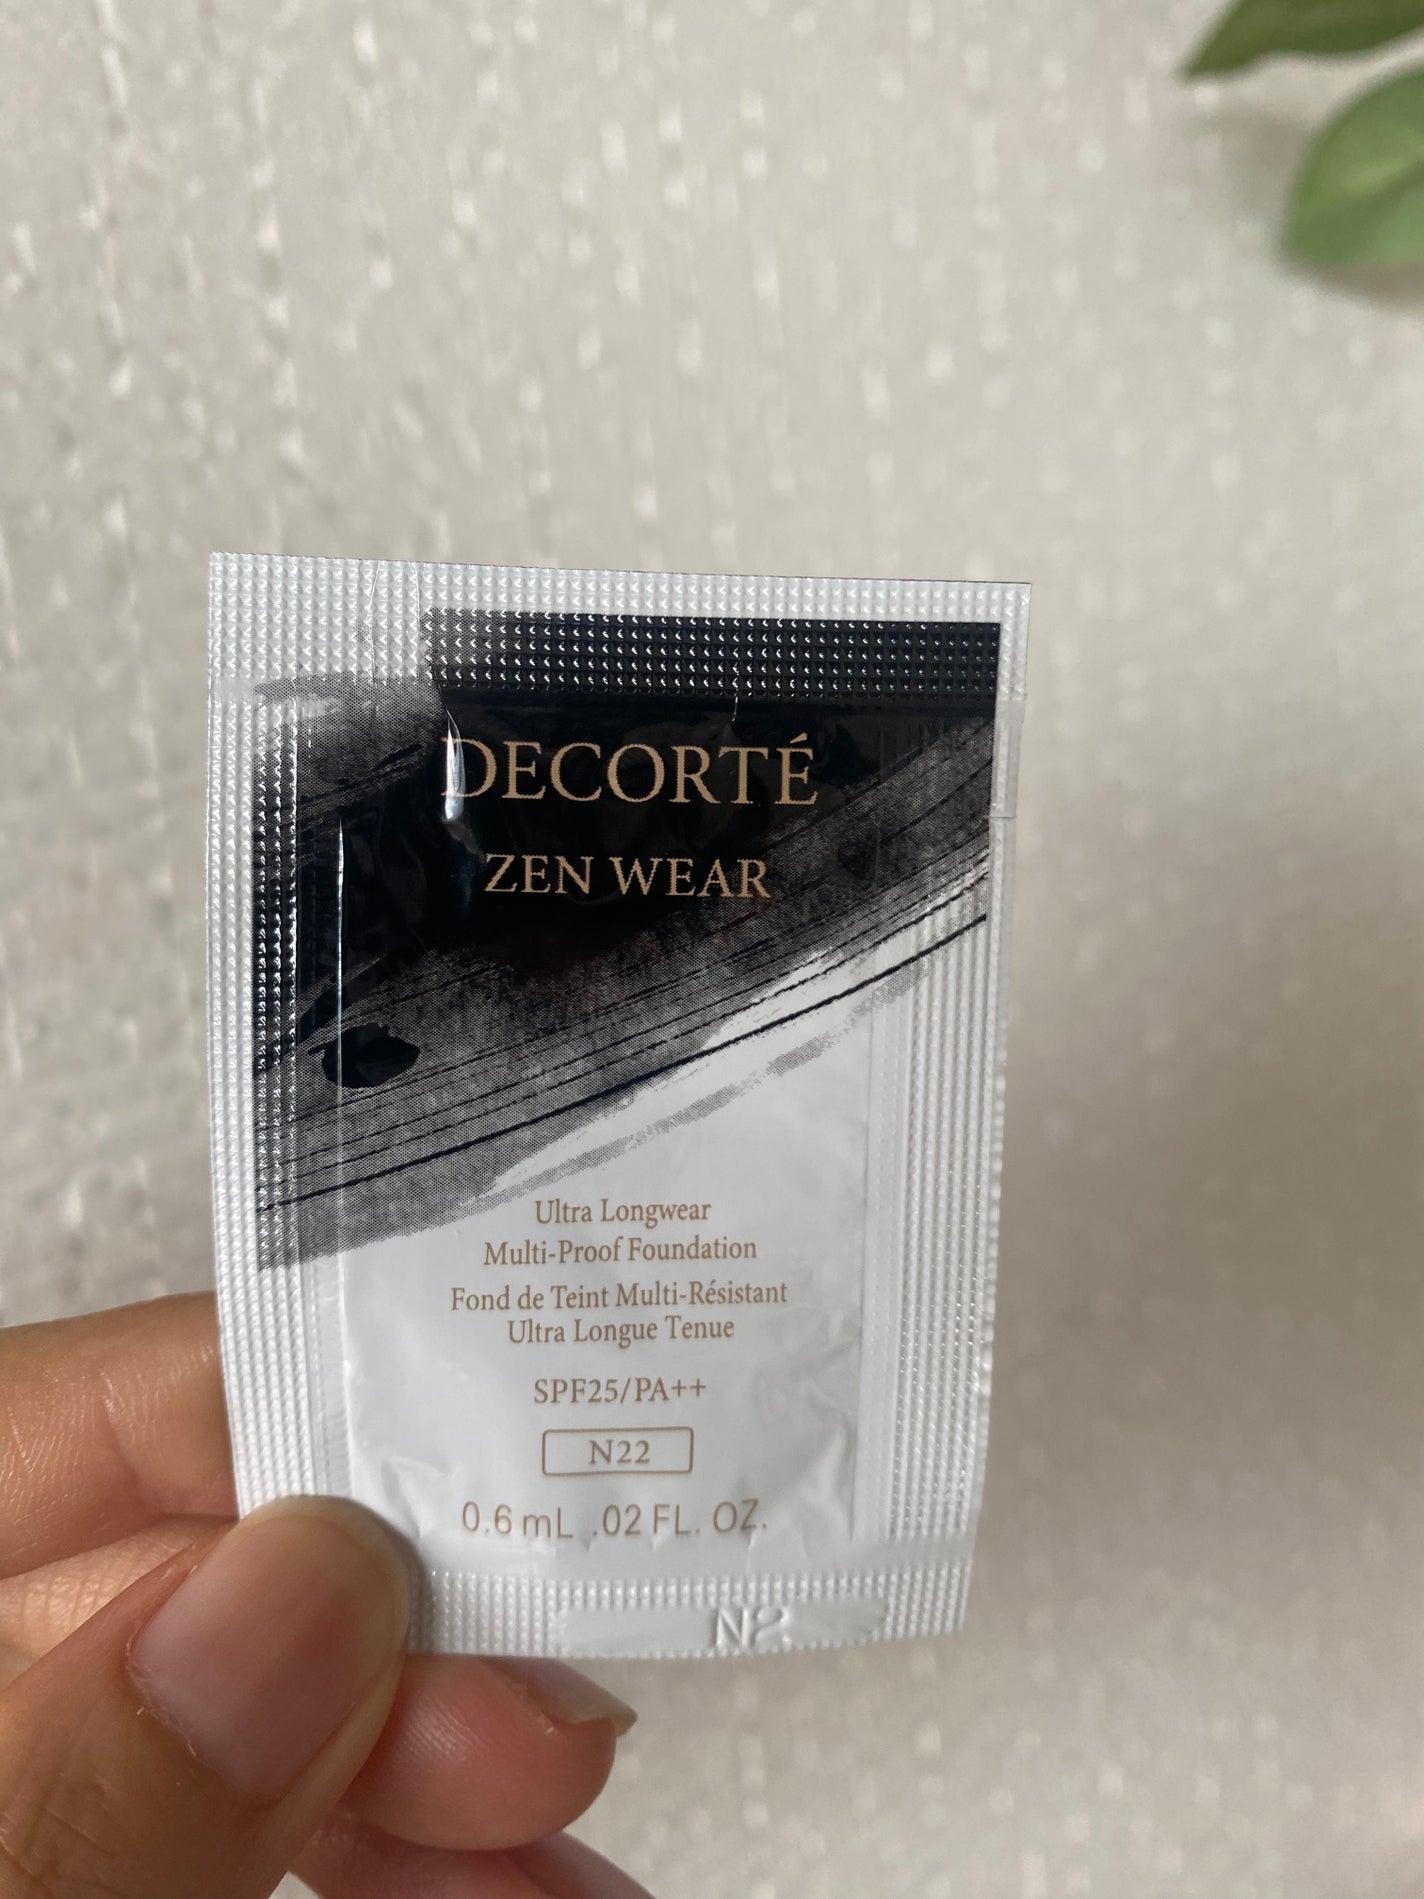 DECORTÉ
ZEN WEAR
Ultra Longwear
Multi-Proof Foundation
Fond de Teint Multi-Résistant
Ultra Longue Tenue
SPF25/PA++
N22
0.6 mL .02 FL. OZ.